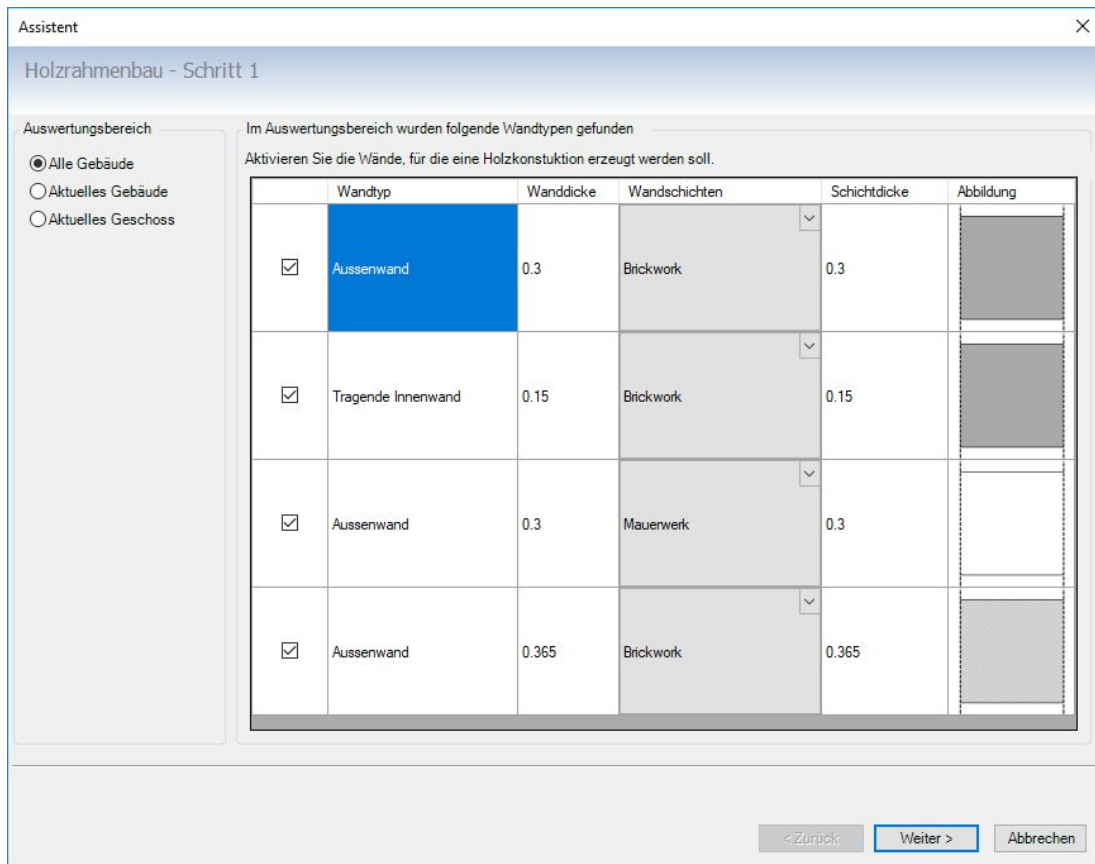 Assistent
Holzrahmenbau - Schritt 1
Auswertungsbereich
Alle Gebäude
Aktuelles Gebäude
Aktuelles Geschoss
Im Auswertungsbereich wurden folgende Wandtypen gefunden
Aktivieren Sie die Wände, für die eine Holzkonstuktion erzeugt werden soll.
Wandtyp Wanddicke Wandschichten Schichtdicke Abbildung
Aussenwand 0.3 Brickwork 0.3
Tragende Innenwand 0.15 Brickwork 0.15
Aussenwand 0.3 Mauerwerk 0.3
Aussenwand 0.365 Brickwork 0.365
< Zurück Weiter > Abbrechen